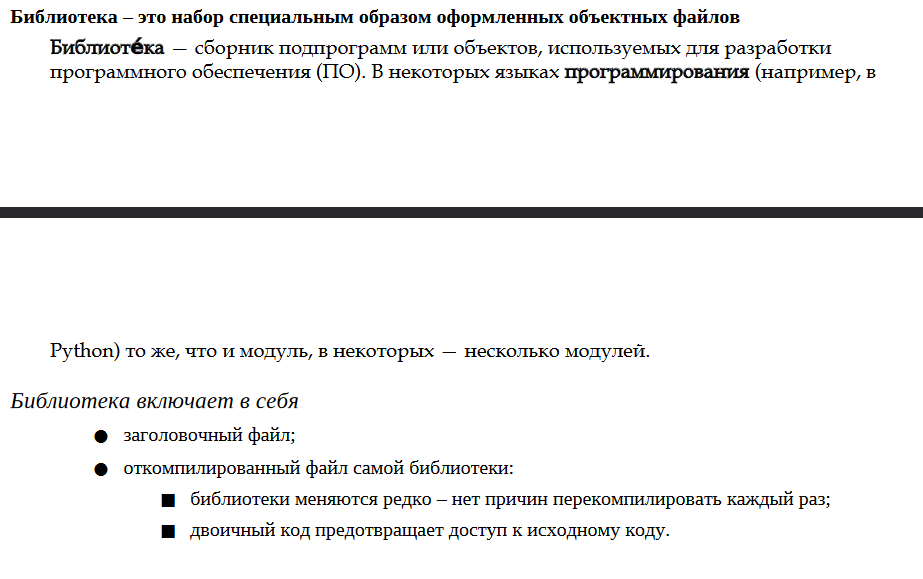 Библиотека – это набор специальным образом оформленных объектных файлов
Библиоте́ка — сборник подпрограмм или объектов, используемых для разработки
программного обеспечения (ПО). В некоторых языках программирования (например, в
Python) то же, что и модуль, в некоторых — несколько модулей.
Библиотека включает в себя
● заголовочный файл;
● откомпилированный файл самой библиотеки:
■ библиотеки меняются редко – нет причин перекомпилировать каждый раз;
■ двоичный код предотвращает доступ к исходному коду.